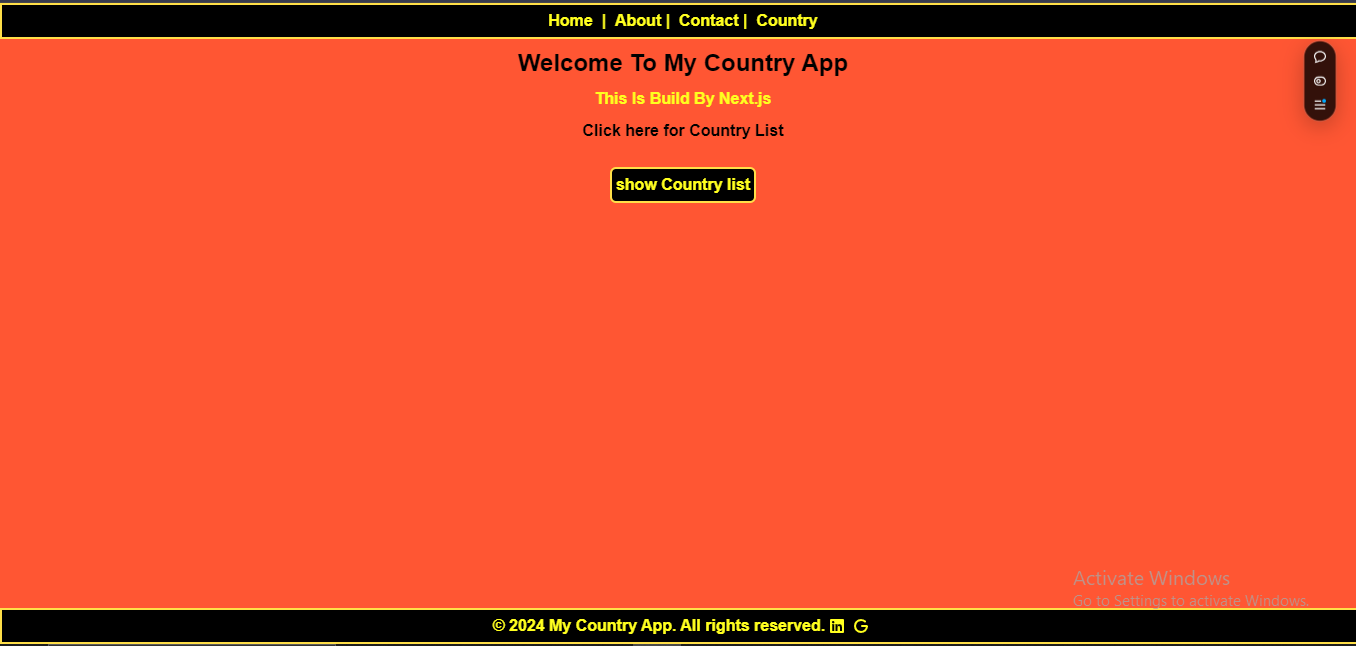 Home | About | Contact | Country
Welcome To My Country App
This Is Build By Next.js
Click here for Country List
show Country list
Activate Windows
Go to Settings to activate Windows.
© 2024 My Country App. All rights reserved.